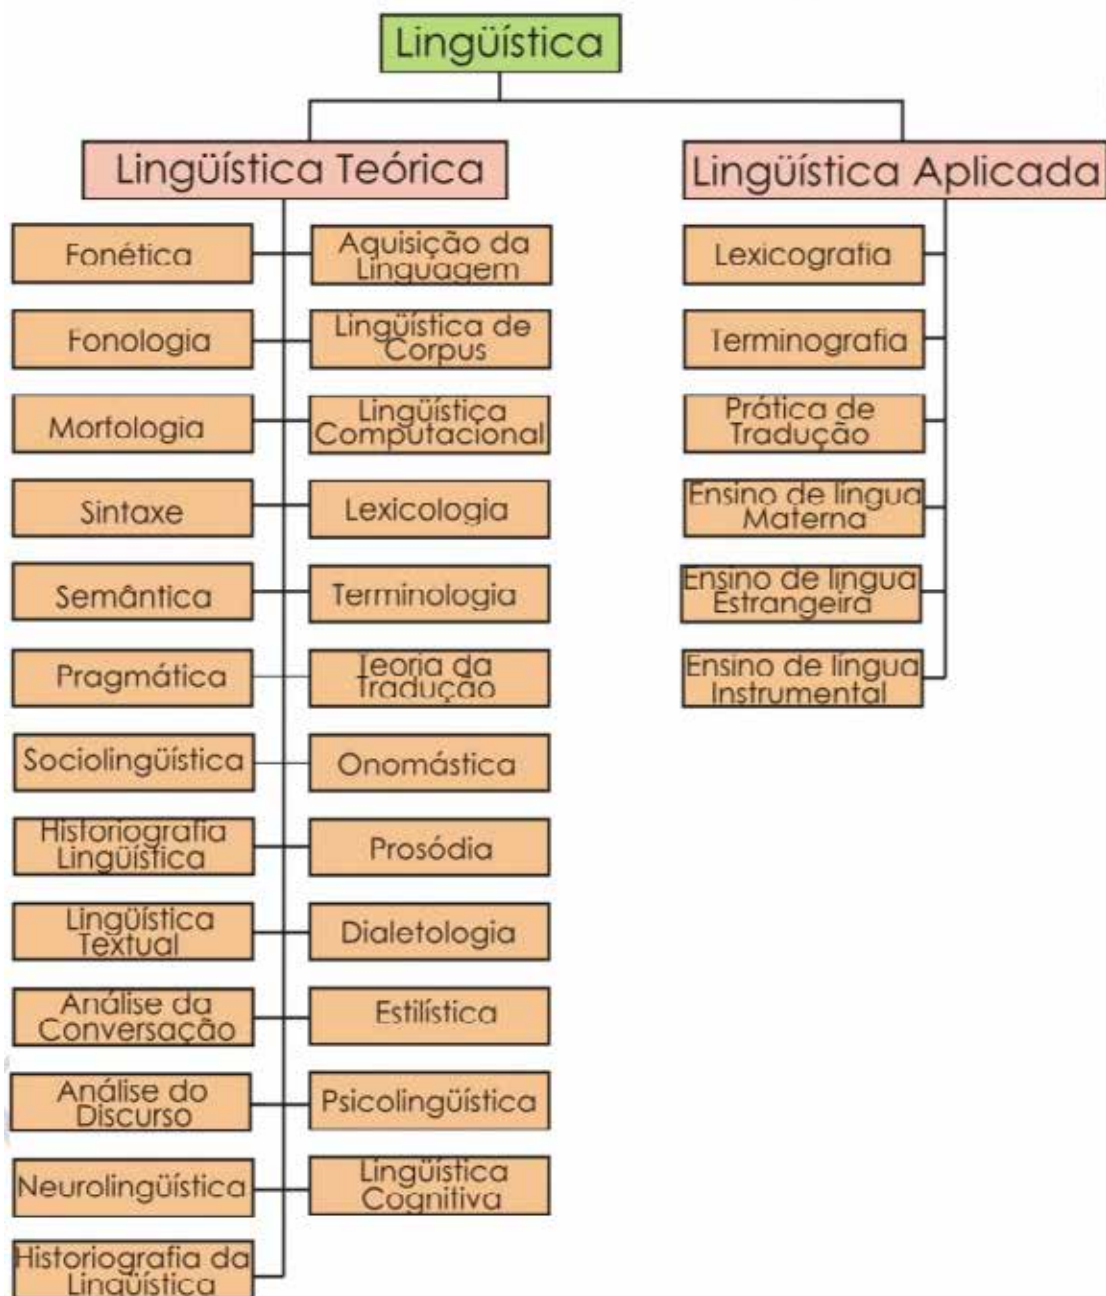 Lingüística
Lingüística Teórica
Lingüística Aplicada
Fonética
Aquisição da
Linguagem
Lexicografia
Fonologia
Lingüística de
Corpus
Terminografia
Morfologia
Lingüística
Computacional
Prática de
Tradução
Sintaxe
Lexicologia
Ensino de língua
Materna
Semântica
Terminologia
Ensino de língua
Estrangeira
Pragmática
Teoria da
Tradução
Ensino de língua
Instrumental
Sociolingüística
Onomástica
Historiografia
Lingüística
Prosódia
Lingüística
Textual
Dialetologia
Análise da
Conversação
Estilística
Análise do
Discurso
Psicolingüística
Neurolingüística
Lingüística
Cognitiva
Historiografia da
Lingüística